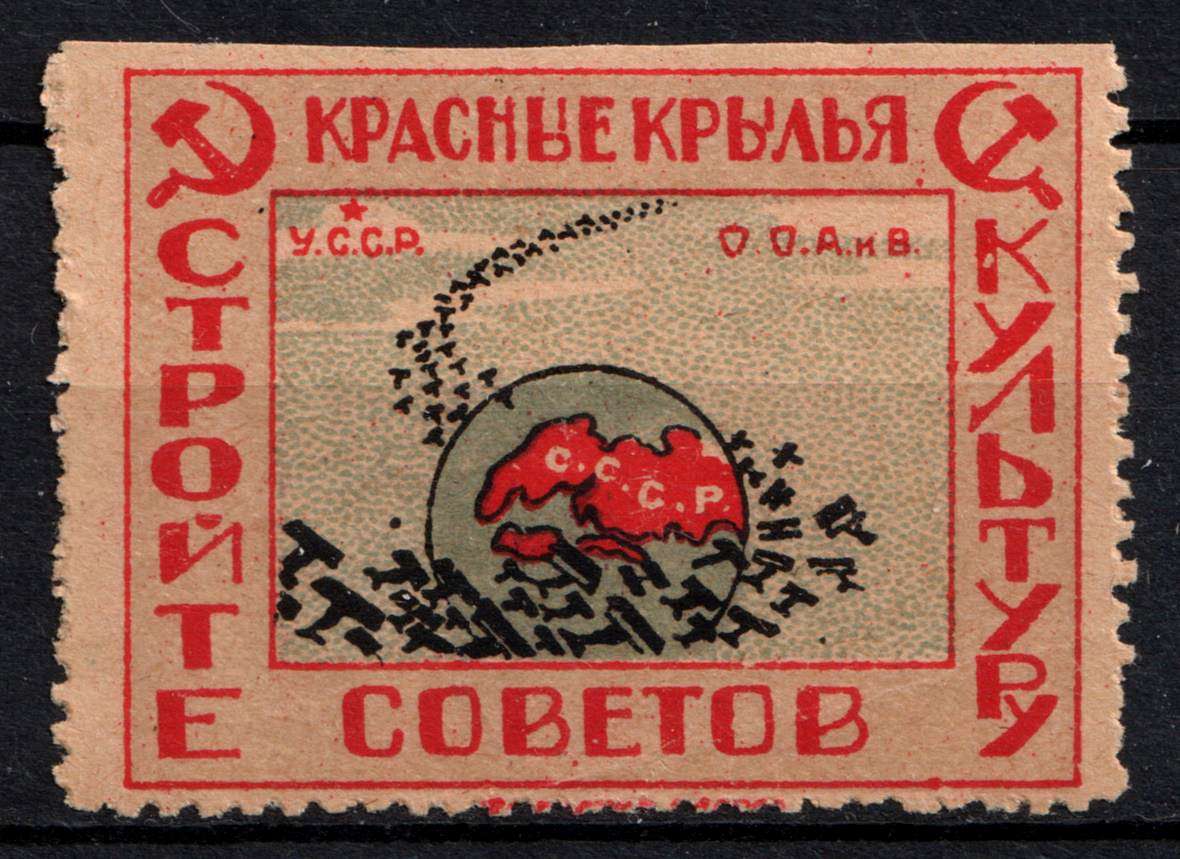 КРАСНЫЕ КРЫЛЬЯ
СТРОЙТЕ
КУЛЬТУРУ
У.С.С.Р.
О.О.А.и В.
С.С.С.Р.
СОВЕТОВ